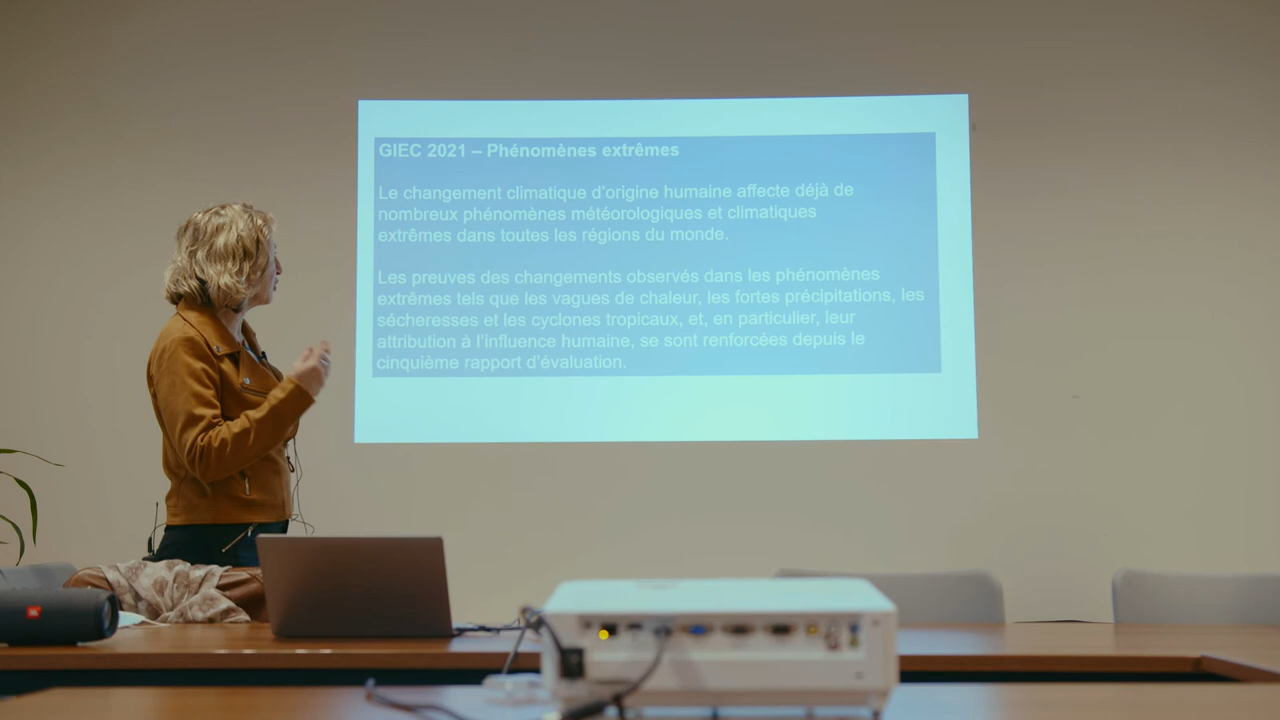 GIEC 2021 – Phénomènes extrêmes
Le changement climatique d'origine humaine affecte déjà de
nombreux phénomènes météorologiques et climatiques
extrêmes dans toutes les régions du monde.
Les preuves des changements observés dans les phénomènes
extrêmes tels que les vagues de chaleur, les fortes précipitations, les
sécheresses et les cyclones tropicaux, et, en particulier, leur
attribution à l'influence humaine, se sont renforcées depuis le
cinquième rapport d'évaluation.
JBL